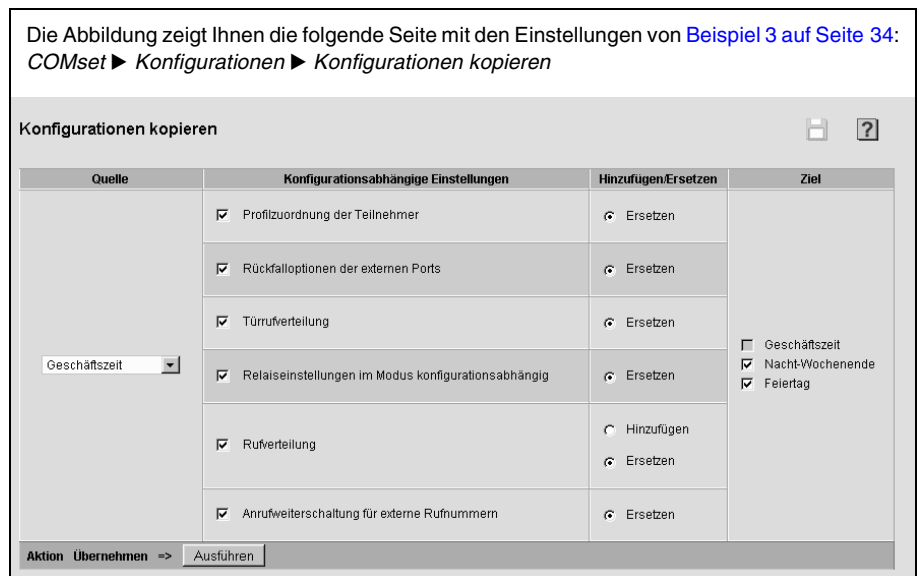 Die Abbildung zeigt Ihnen die folgende Seite mit den Einstellungen von Beispiel 3 auf Seite 34:
COMset ▶ Konfigurationen ▶ Konfigurationen kopieren
Konfigurationen kopieren
?
Quelle Konfigurationsabhängige Einstellungen Hinzufügen/Ersetzen Ziel
Profilzuordnung der Teilnehmer Ersetzen
Rückfalloptionen der externen Ports Ersetzen
Türrufverteilung Ersetzen
Geschäftszeit
Relaiseinstellungen im Modus konfigurationsabhängig Ersetzen
Geschäftszeit
Nacht-Wochenende
Feiertag
Rufverteilung
Hinzufügen
Ersetzen
Anrufweiterschaltung für externe Rufnummern Ersetzen
Aktion Übernehmen => Ausführen